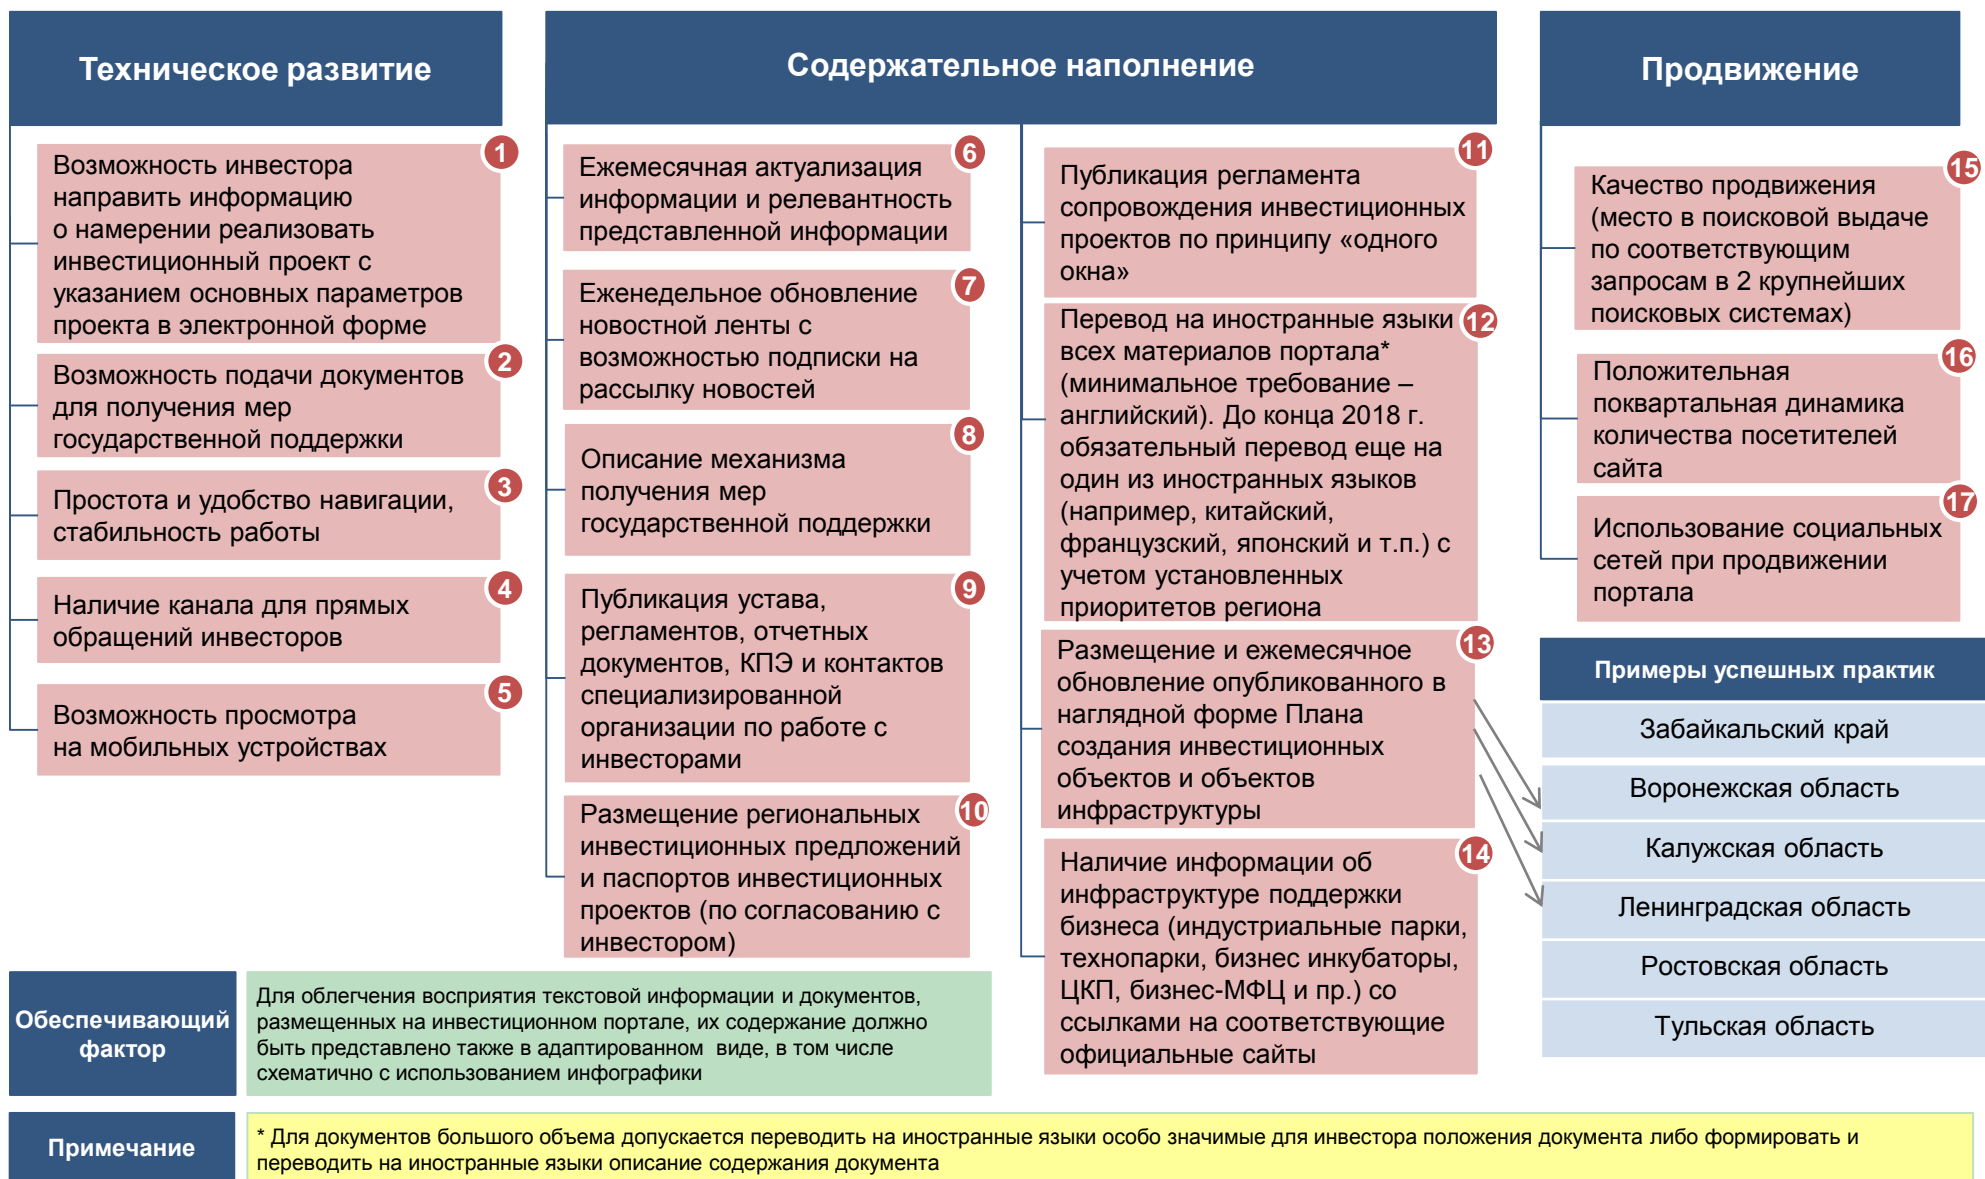 Техническое развитие
1
Возможность инвестора
направить информацию
о намерении реализовать
инвестиционный проект с
указанием основных параметров
проекта в электронной форме
2
Возможность подачи документов
для получения мер
государственной поддержки
3
Простота и удобство навигации,
стабильность работы
4
Наличие канала для прямых
обращений инвесторов
5
Возможность просмотра
на мобильных устройствах
Содержательное наполнение
6
Ежемесячная актуализация
информации и релевантность
представленной информации
7
Еженедельное обновление
новостной ленты с
возможностью подписки на
рассылку новостей
8
Описание механизма
получения мер
государственной поддержки
9
Публикация устава,
регламентов, отчетных
документов, КПЭ и контактов
специализированной
организации по работе с
инвесторами
10
Размещение региональных
инвестиционных предложений
и паспортов инвестиционных
проектов (по согласованию с
инвестором)
11
Публикация регламента
сопровождения инвестиционных
проектов по принципу «одного
окна»
12
Перевод на иностранные языки
всех материалов портала*
(минимальное требование –
английский). До конца 2018 г.
обязательный перевод еще на
один из иностранных языков
(например, китайский,
французский, японский и т.п.) с
учетом установленных
приоритетов региона
13
Размещение и ежемесячное
обновление опубликованного в
наглядной форме Плана
создания инвестиционных
объектов и объектов
инфраструктуры
14
Наличие информации об
инфраструктуре поддержки
бизнеса (индустриальные парки,
технопарки, бизнес инкубаторы,
ЦКП, бизнес-МФЦ и пр.) со
ссылками на соответствующие
официальные сайты
Продвижение
15
Качество продвижения
(место в поисковой выдаче
по соответствующим
запросам в 2 крупнейших
поисковых системах)
16
Положительная
поквартальная динамика
количества посетителей
сайта
17
Использование социальных
сетей при продвижении
портала
Примеры успешных практик
Забайкальский край
Воронежская область
Калужская область
Ленинградская область
Ростовская область
Тульская область
Обеспечивающий
фактор
Для облегчения восприятия текстовой информации и документов,
размещенных на инвестиционном портале, их содержание должно
быть представлено также в адаптированном виде, в том числе
схематично с использованием инфографики
Примечание
* Для документов большого объема допускается переводить на иностранные языки особо значимые для инвестора положения документа либо формировать и
переводить на иностранные языки описание содержания документа